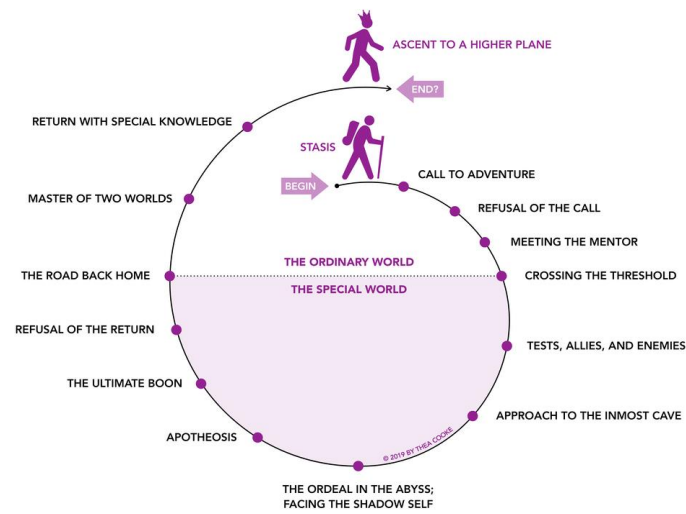 ASCENT TO A HIGHER PLANE
END?
RETURN WITH SPECIAL KNOWLEDGE
STASIS
BEGIN
CALL TO ADVENTURE
MASTER OF TWO WORLDS
REFUSAL OF THE CALL
MEETING THE MENTOR
THE ORDINARY WORLD
THE ROAD BACK HOME
CROSSING THE THRESHOLD
THE SPECIAL WORLD
REFUSAL OF THE RETURN
TESTS, ALLIES, AND ENEMIES
THE ULTIMATE BOON
APPROACH TO THE INMOST CAVE
APOTHEOSIS
© 2019 BY THEA COOKE
THE ORDEAL IN THE ABYSS;
FACING THE SHADOW SELF